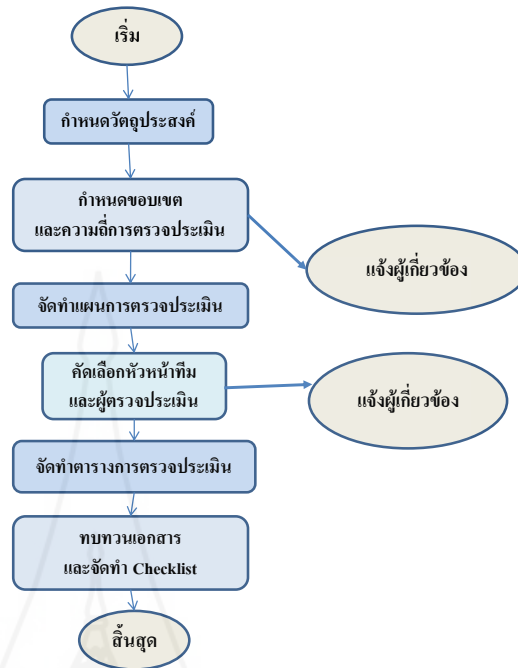 เริ่ม
กำหนดวัตถุประสงค์
กำหนดขอบเขต
และความถี่การตรวจประเมิน
แจ้งผู้เกี่ยวข้อง
จัดทำแผนการตรวจประเมิน
คัดเลือกหัวหน้าทีม
และผู้ตรวจประเมิน
แจ้งผู้เกี่ยวข้อง
จัดทำตารางการตรวจประเมิน
ทบทวนเอกสาร
และจัดทำ Checklist
สิ้นสุด